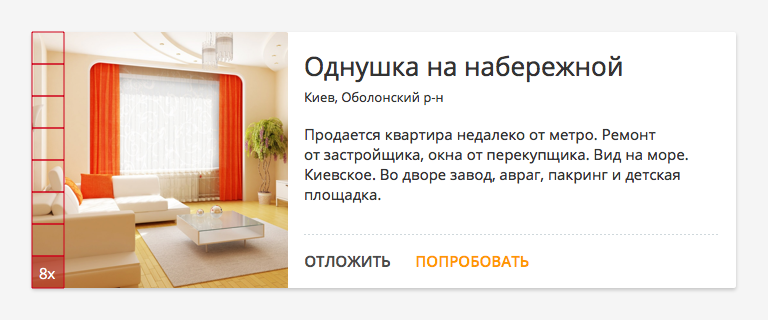 Однушка на набережной
Киев, Оболонский р-н
Продается квартира недалеко от метро. Ремонт
от застройщика, окна от перекупщика. Вид на море.
Киевское. Во дворе завод, авраг, пакринг и детская
площадка.
ОТЛОЖИТЬ ПОПРОБОВАТЬ
8x